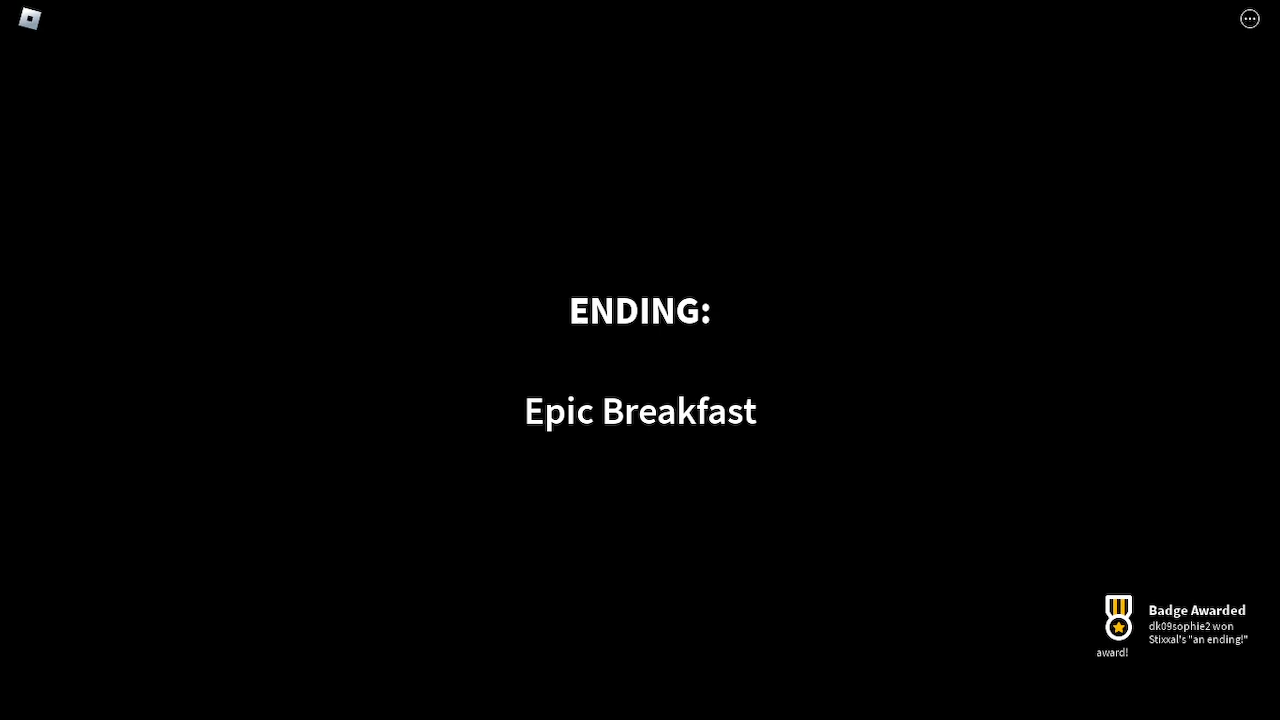 ENDING:
Epic Breakfast
Badge Awarded
dk09sophie2 won
Stixxal's "an ending!"
award!